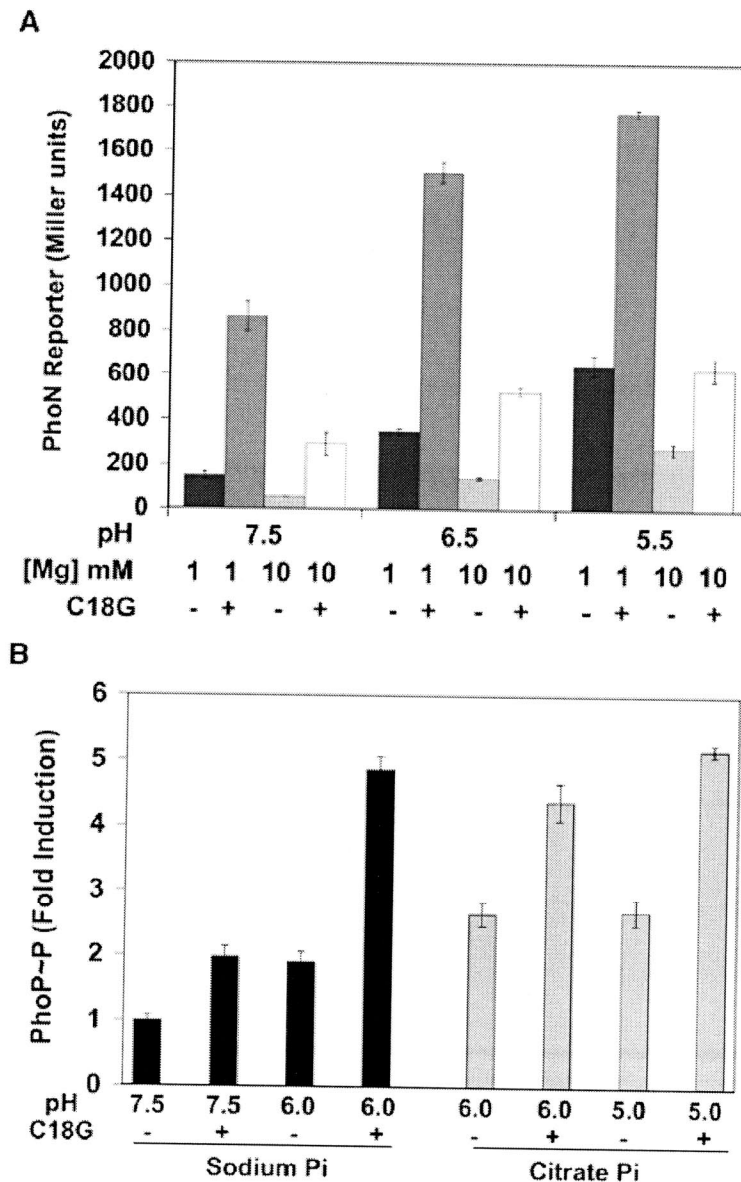 A
PhoN Reporter (Miller units)
2000
1800
1600
1400
1200
1000
800
600
400
200
0
pH 7.5 6.5 5.5
[Mg] mM 1 1 10 10 1 1 10 10 1 1 10 10
C18G - + - + - + - + - + - +
B
PhoP~P (Fold Induction)
6
5
4
3
2
1
0
pH 7.5 7.5 6.0 6.0 6.0 6.0 5.0 5.0
C18G - + - + - + - +
Sodium Pi Citrate Pi